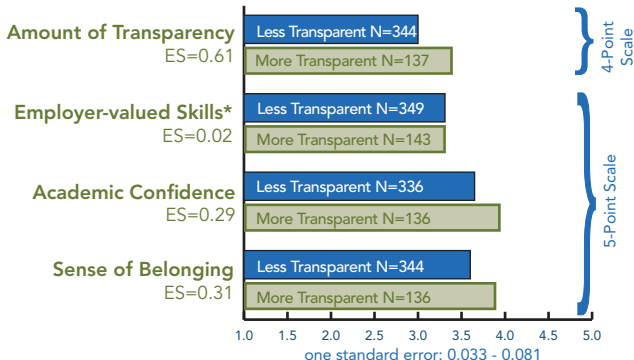 Amount of Transparency
ES=0.61
Less Transparent N=344
More Transparent N=137
4-Point
Scale
Employer-valued Skills*
ES=0.02
Less Transparent N=349
More Transparent N=143
Academic Confidence
ES=0.29
Less Transparent N=336
More Transparent N=136
Sense of Belonging
ES=0.31
Less Transparent N=344
More Transparent N=136
5-Point Scale
1.0 1.5 2.0 2.5 3.0 3.5 4.0 4.5 5.0
one standard error: 0.033 - 0.081